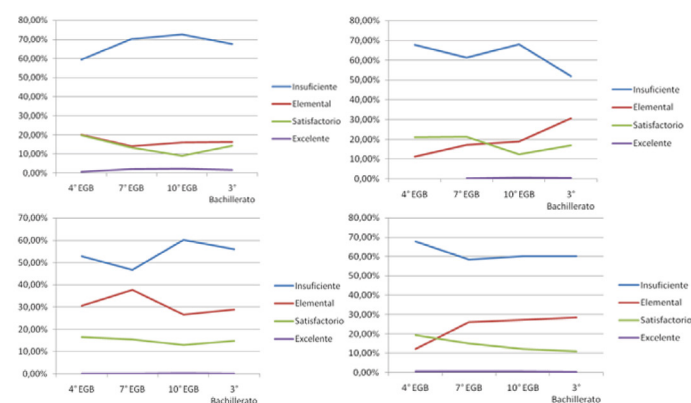 80,00%
70,00%
60,00%
50,00%
40,00%
30,00%
20,00%
10,00%
0,00%
4° EGB 7° EGB 10° EGB 3° Bachillerato
Insuficiente
Elemental
Satisfactorio
Excelente
80,00%
70,00%
60,00%
50,00%
40,00%
30,00%
20,00%
10,00%
0,00%
4° EGB 7° EGB 10° EGB 3°
Bachillerato
Insuficiente
Elemental
Satisfactorio
Excelente
70,00%
60,00%
50,00%
40,00%
30,00%
20,00%
10,00%
0,00%
4° EGB 7° EGB 10° EGB 3°
Bachillerato
Insuficiente
Elemental
Satisfactorio
Excelente
80,00%
70,00%
60,00%
50,00%
40,00%
30,00%
20,00%
10,00%
0,00%
4° EGB 7° EGB 10° EGB 3°
Bachillerato
Insuficiente
Elemental
Satisfactorio
Excelente